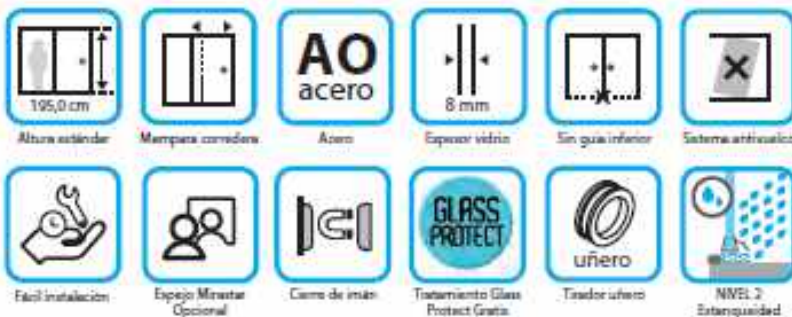 195,0 cm
AO
acero
8 mm
Altura estándar
Mampara corredera
Acero
Espesor vidrio
Sin guia inferior
Sistema antivuelco
GLASS
PROTECT
uñero
Fácil instalación
Espejo Mirastar
Opcional
Cierre de imán
Tratamiento Glass
Protect Gratis
Tirador uñero
NIVEL 2
Estanqueidad